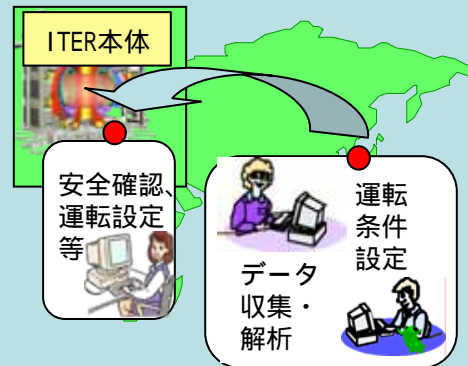 ITER本体
安全確認、
運転設定
等
運転
条件
設定
データ
収集・
解析